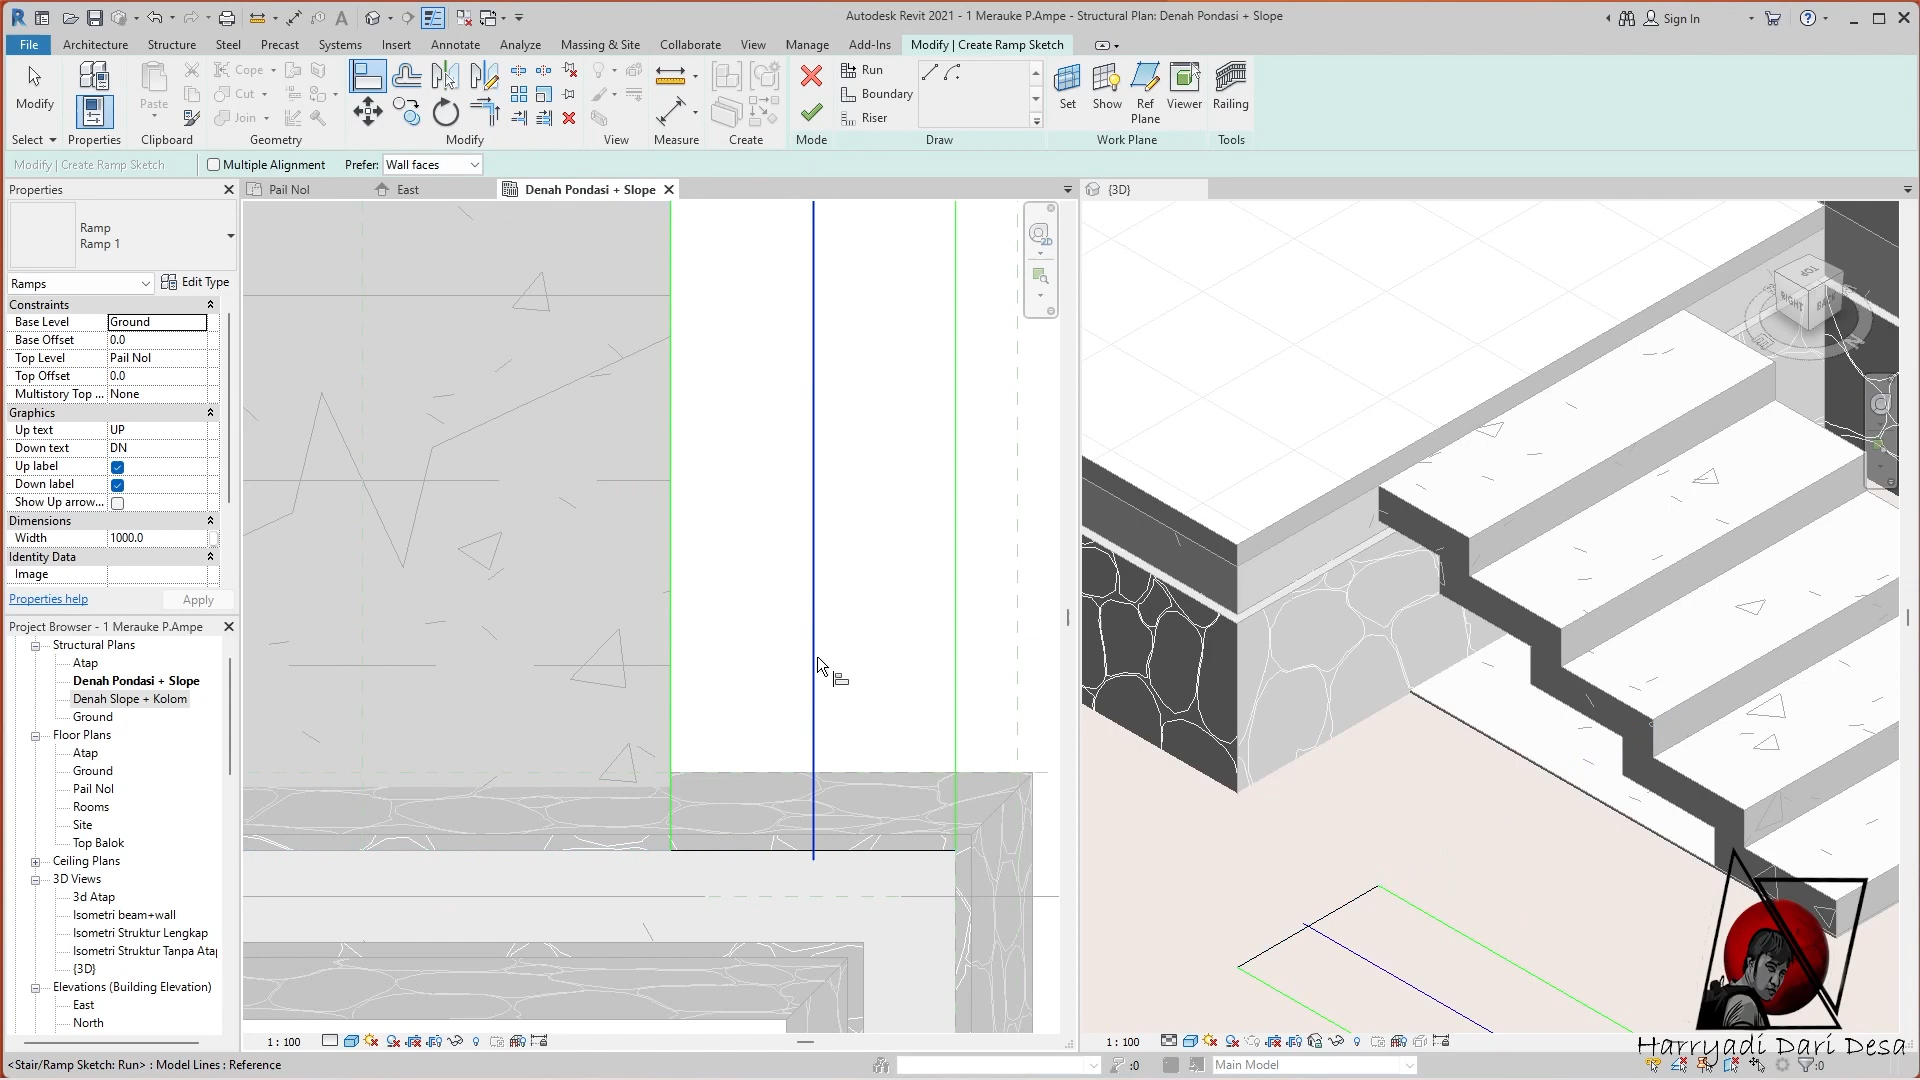 Autodesk Revit 2021 - 1 Merauke P.Ampe - Structural Plan: Denah Pondasi + Slope
Sign In
File Architecture Structure Steel Precast Systems Insert Annotate Analyze Massing & Site Collaborate View Manage Add-Ins Modify | Create Ramp Sketch
Modify
Paste
Cope
Cut
Join
Run
Boundary
Riser
Set Show Ref Plane Viewer Railing
Select Properties Clipboard Geometry Modify View Measure Create Mode Draw Work Plane Tools
Modify | Create Ramp Sketch Multiple Alignment Prefer: Wall faces
Properties
Pail Nol East Denah Pondasi + Slope {3D}
Ramp
Ramp 1
Ramps Edit Type
Constraints
Base Level Ground
Base Offset 0.0
Top Level Pail Nol
Top Offset 0.0
Multistory Top ... None
Graphics
Up text UP
Down text DN
Up label
Down label
Show Up arrow...
Dimensions
Width 1000.0
Identity Data
Image
Properties help Apply
Project Browser - 1 Merauke P.Ampe
Structural Plans
Atap
Denah Pondasi + Slope
Denah Slope + Kolom
Ground
Floor Plans
Atap
Ground
Pail Nol
Rooms
Site
Top Balok
Ceiling Plans
3D Views
3d Atap
Isometri beam+wall
Isometri Struktur Lengkap
Isometri Struktur Tanpa Atap
{3D}
Elevations (Building Elevation)
East
North
2D
TOP
RIGHT
BACK
1 : 100
1 : 100
Harryadi Dari Desa
<Stair/Ramp Sketch: Run> : Model Lines : Reference
:0
Main Model
:0